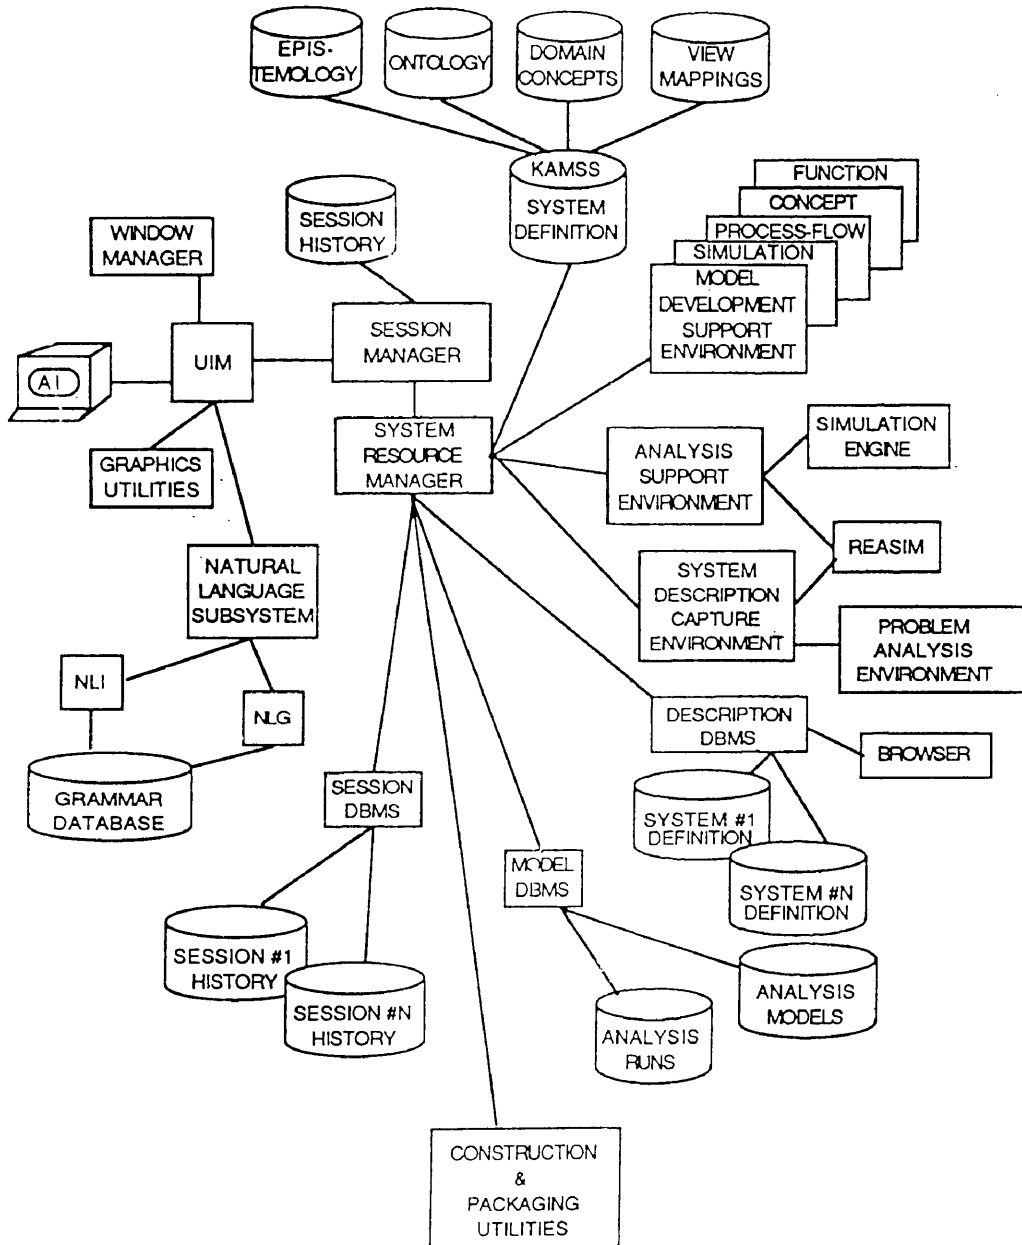 EPIS-
TEMOLOGY
ONTOLOGY
DOMAIN
CONCEPTS
VIEW
MAPPINGS
KAMSS
SYSTEM
DEFINITION
SESSION
HISTORY
WINDOW
MANAGER
FUNCTION
CONCEPT
PROCESS-FLOW
SIMULATION
MODEL
DEVELOPMENT
SUPPORT
ENVIRONMENT
SESSION
MANAGER
UIM
AI
SYSTEM
RESOURCE
MANAGER
GRAPHICS
UTILITIES
ANALYSIS
SUPPORT
ENVIRONMENT
SIMULATION
ENGINE
REASIM
NATURAL
LANGUAGE
SUBSYSTEM
SYSTEM
DESCRIPTION
CAPTURE
ENVIRONMENT
PROBLEM
ANALYSIS
ENVIRONMENT
NLI
NLG
GRAMMAR
DATABASE
DESCRIPTION
DBMS
BROWSER
SESSION
DBMS
SYSTEM #1
DEFINITION
SYSTEM #N
DEFINITION
MODEL
DBMS
SESSION #1
HISTORY
SESSION #N
HISTORY
ANALYSIS
MODELS
ANALYSIS
RUNS
CONSTRUCTION
&
PACKAGING
UTILITIES